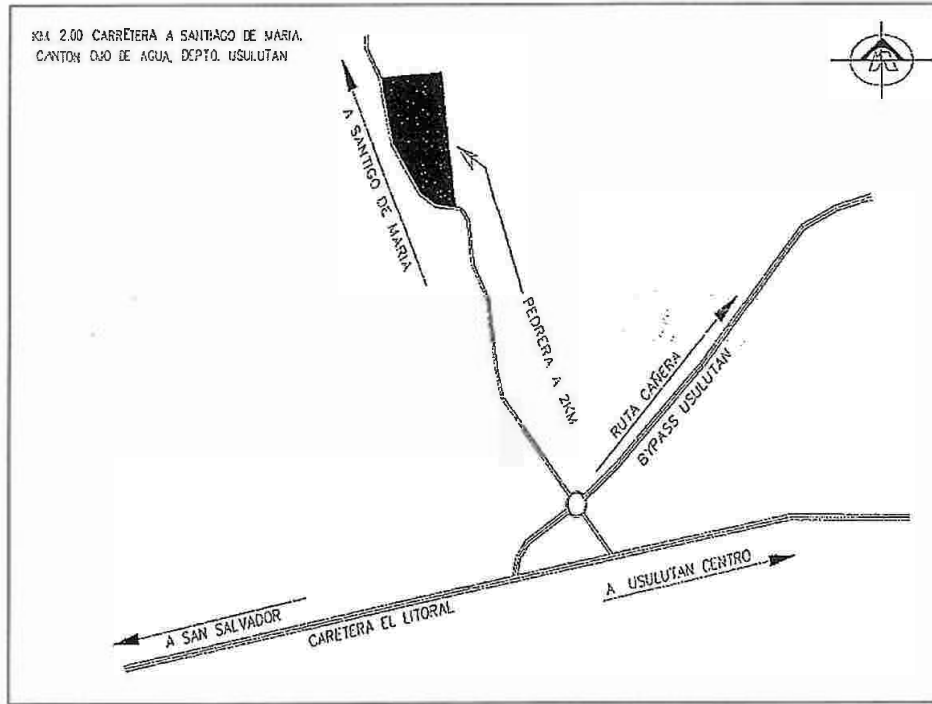 KM 2.00 CARRETERA A SANTIAGO DE MARIA.
CANTON OJO DE AGUA, DEPTO. USULUTAN
A SANTIGO DE MARIA
PEDRERA A 2KM
RUTA CAÑERA
BYPASS USULUTAN
A USULUTAN CENTRO
A SAN SALVADOR
CARETERA EL LITORAL